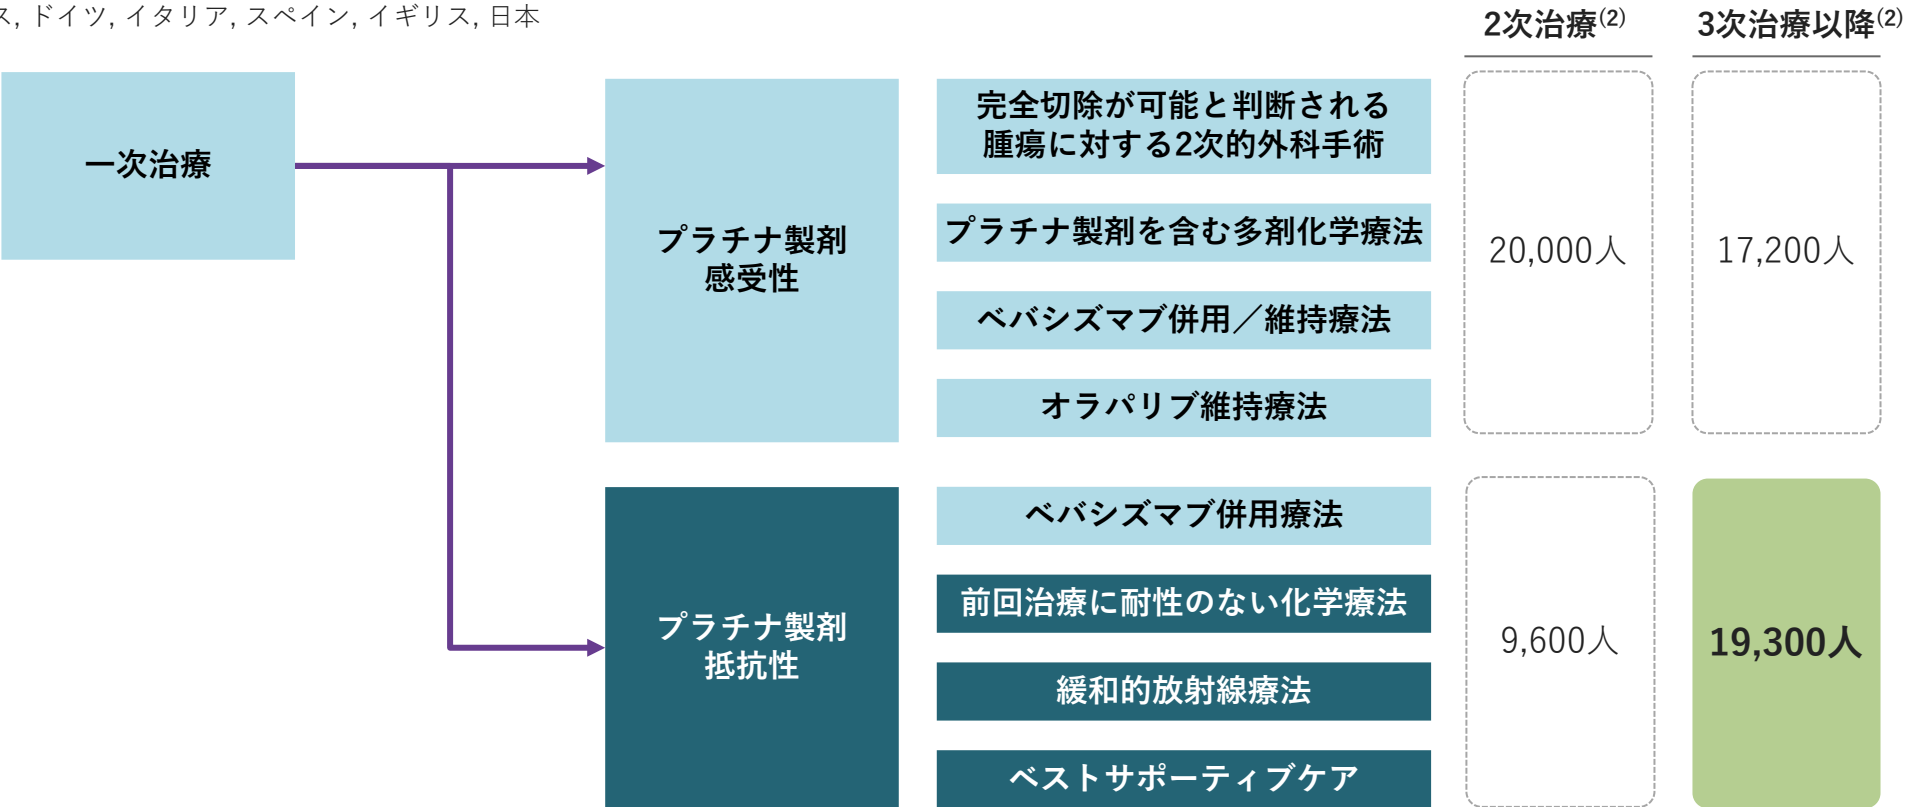 ス, ドイツ, イタリア, スペイン, イギリス, 日本
2次治療(2)
3次治療以降(2)
一次治療
プラチナ製剤
感受性
完全切除が可能と判断される
腫瘍に対する2次的外科手術
プラチナ製剤を含む多剤化学療法
ベバシズマブ併用／維持療法
オラパリブ維持療法
20,000人
17,200人
プラチナ製剤
抵抗性
ベバシズマブ併用療法
前回治療に耐性のない化学療法
緩和的放射線療法
ベストサポーティブケア
9,600人
19,300人